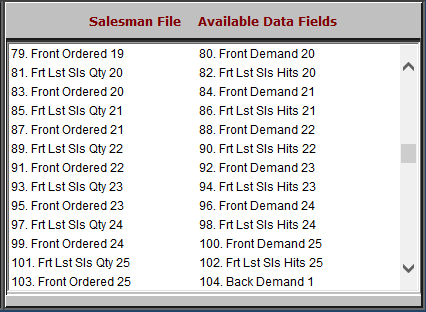 Salesman File Available Data Fields
79. Front Ordered 19 80. Front Demand 20
81. Frt Lst Sls Qty 20 82. Frt Lst Sls Hits 20
83. Front Ordered 20 84. Front Demand 21
85. Frt Lst Sls Qty 21 86. Frt Lst Sls Hits 21
87. Front Ordered 21 88. Front Demand 22
89. Frt Lst Sls Qty 22 90. Frt Lst Sls Hits 22
91. Front Ordered 22 92. Front Demand 23
93. Frt Lst Sls Qty 23 94. Frt Lst Sls Hits 23
95. Front Ordered 23 96. Front Demand 24
97. Frt Lst Sls Qty 24 98. Frt Lst Sls Hits 24
99. Front Ordered 24 100. Front Demand 25
101. Frt Lst Sls Qty 25 102. Frt Lst Sls Hits 25
103. Front Ordered 25 104. Back Demand 1